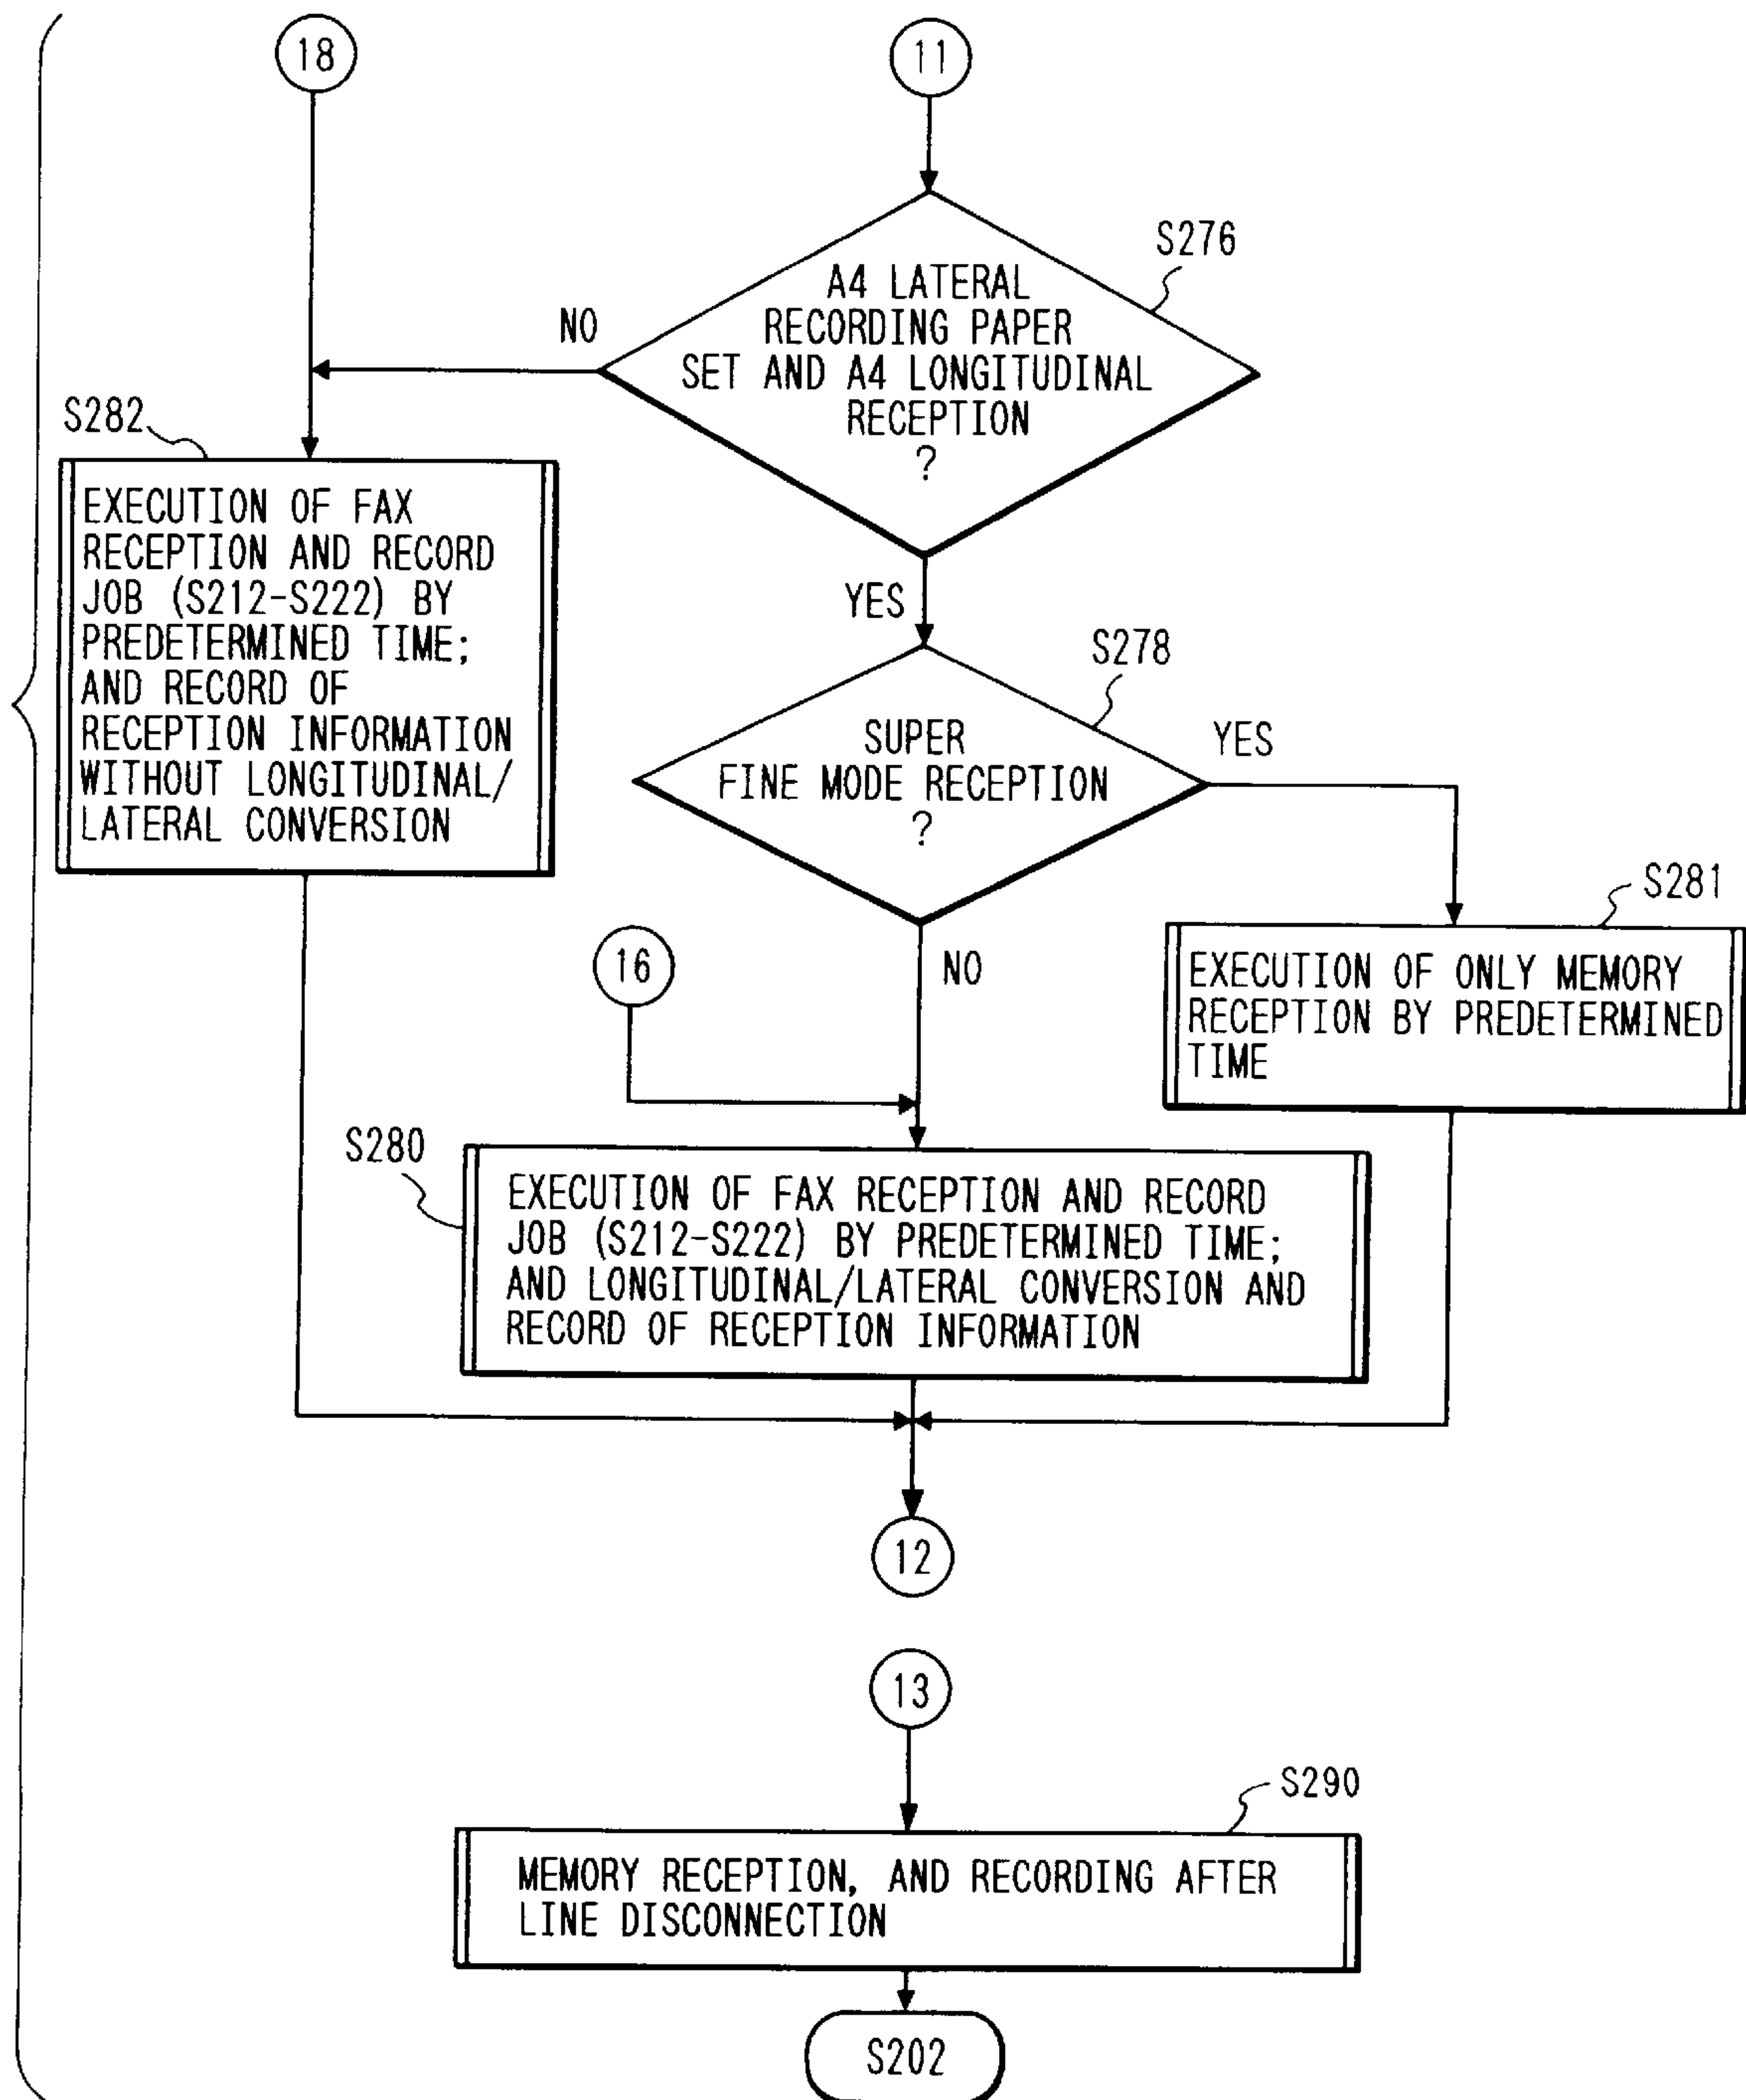 18
11
S276
A4 LATERAL
RECORDING PAPER
SET AND A4 LONGITUDINAL
RECEPTION
?
NO
YES
S282
EXECUTION OF FAX
RECEPTION AND RECORD
JOB (S212-S222) BY
PREDETERMINED TIME;
AND RECORD OF
RECEPTION INFORMATION
WITHOUT LONGITUDINAL/
LATERAL CONVERSION
S278
SUPER
FINE MODE RECEPTION
?
YES
NO
S281
EXECUTION OF ONLY MEMORY
RECEPTION BY PREDETERMINED
TIME
16
S280
EXECUTION OF FAX RECEPTION AND RECORD
JOB (S212-S222) BY PREDETERMINED TIME;
AND LONGITUDINAL/LATERAL CONVERSION AND
RECORD OF RECEPTION INFORMATION
12
13
S290
MEMORY RECEPTION, AND RECORDING AFTER
LINE DISCONNECTION
S202